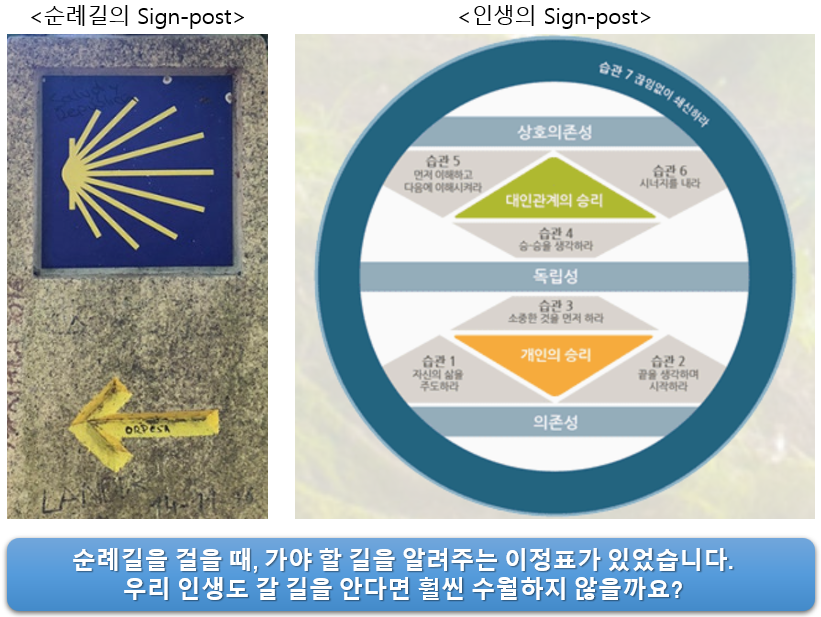 <순례길의 Sign-post>
<인생의 Sign-post>
ORDESA
습관 7 끊임없이 쇄신하라
상호의존성
습관 5
먼저 이해하고
다음에 이해시켜라
습관 6
시너지를 내라
대인관계의 승리
습관 4
승-승을 생각하라
독립성
습관 3
소중한 것을 먼저 하라
습관 1
자신의 삶을
주도하라
개인의 승리
습관 2
끝을 생각하며
시작하라
의존성
순례길을 걸을 때, 가야 할 길을 알려주는 이정표가 있었습니다.
우리 인생도 갈 길을 안다면 훨씬 수월하지 않을까요?